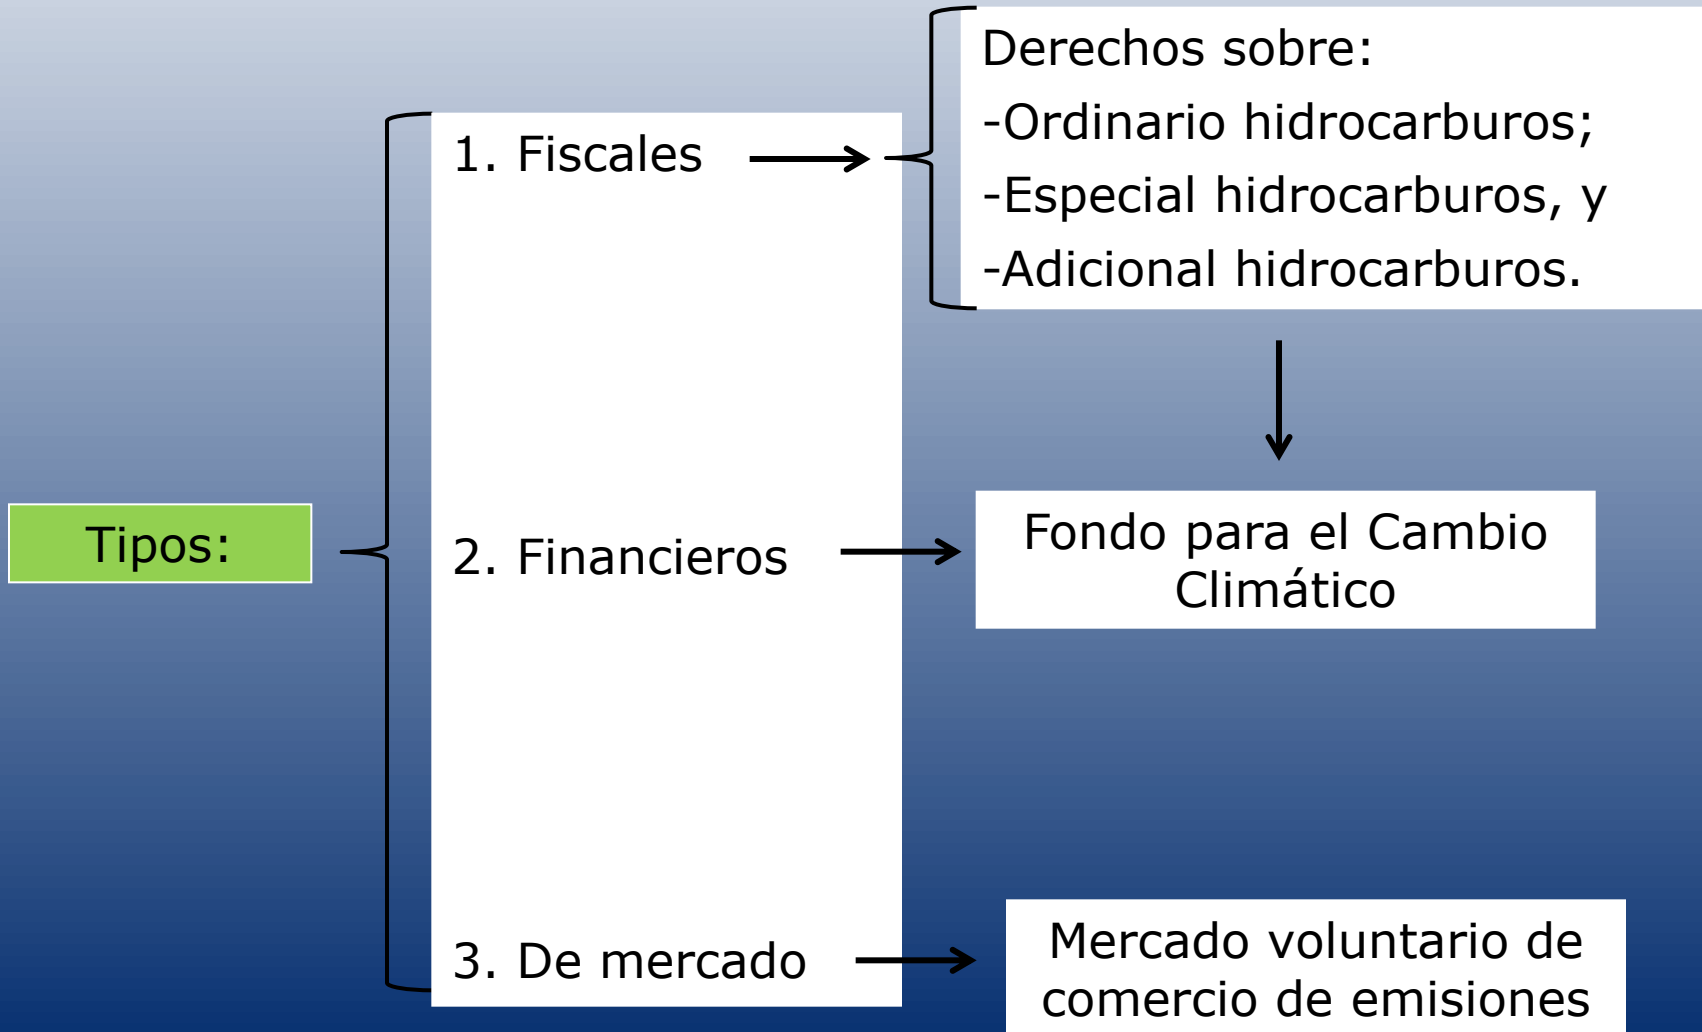 Tipos:
1. Fiscales
Derechos sobre:
-Ordinario hidrocarburos;
-Especial hidrocarburos, y
-Adicional hidrocarburos.
2. Financieros
Fondo para el Cambio
Climático
3. De mercado
Mercado voluntario de
comercio de emisiones